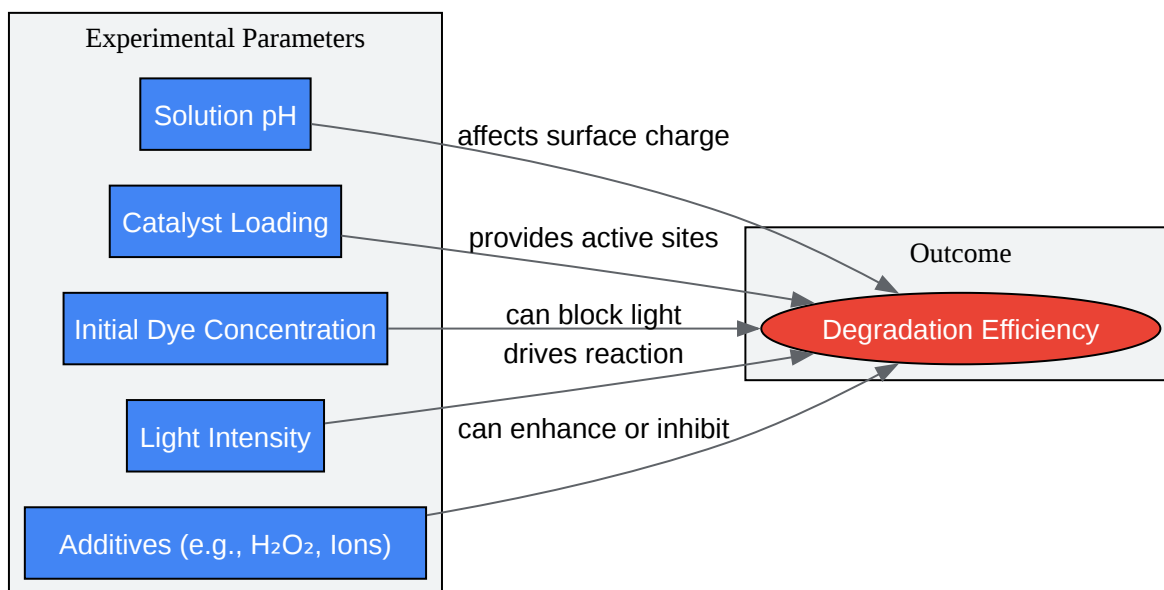 Experimental Parameters
Solution pH
affects surface charge
Catalyst Loading
provides active sites
Outcome
Initial Dye Concentration
can block light
Degradation Efficiency
drives reaction
Light Intensity
can enhance or inhibit
Additives (e.g., H₂O₂, Ions)